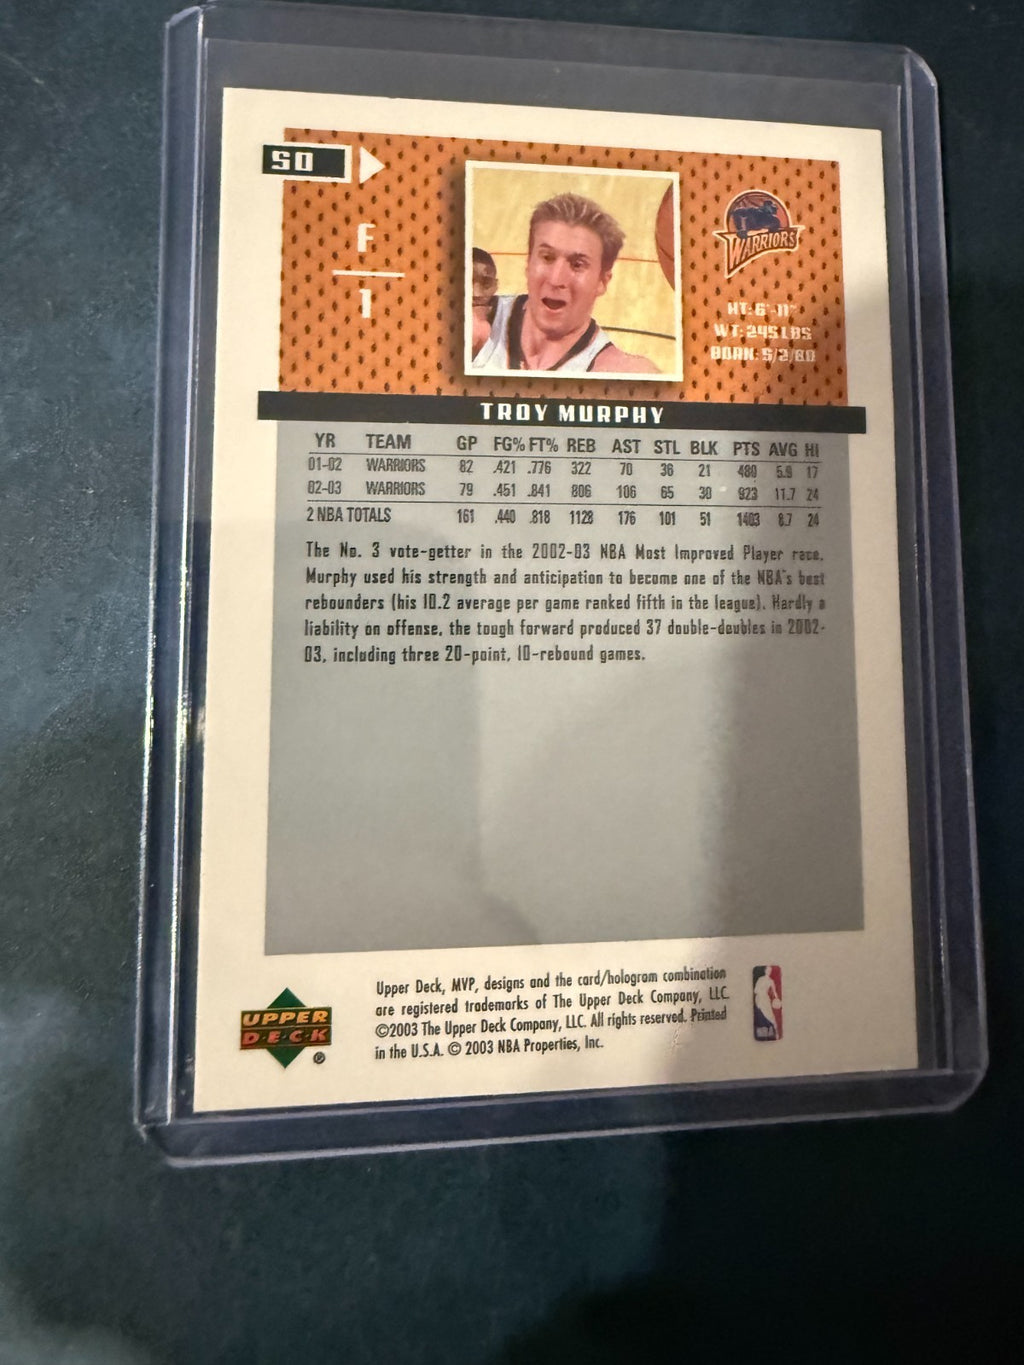 50
F
1
WARRIORS
HT: 6'-11"
WT: 245 LBS
BORN: 5/2/80
TROY MURPHY
YR TEAM GP FG% FT% REB AST STL BLK PTS AVG HI
01-02 WARRIORS 82 .421 .776 322 70 36 21 480 5.9 17
02-03 WARRIORS 79 .451 .841 806 106 65 30 923 11.7 24
2 NBA TOTALS 161 .440 .818 1128 176 101 51 1403 8.7 24
The No. 3 vote-getter in the 2002-03 NBA Most Improved Player race,
Murphy used his strength and anticipation to become one of the NBA's best
rebounders (his 10.2 average per game ranked fifth in the league). Hardly a
liability on offense, the tough forward produced 37 double-doubles in 2002-
03, including three 20-point, 10-rebound games.
Upper Deck, MVP, designs and the card/hologram combination
are registered trademarks of The Upper Deck Company, LLC.
©2003 The Upper Deck Company, LLC. All rights reserved. Printed
in the U.S.A. © 2003 NBA Properties, Inc.
UPPER
D·E·C·K
®
NBA